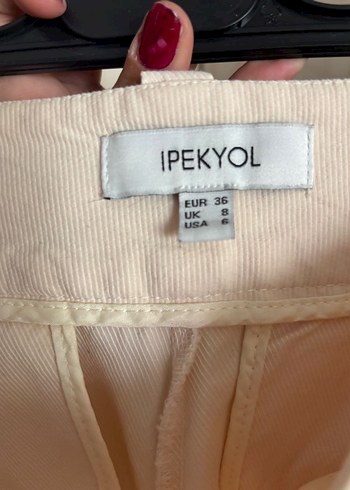 IPEKYOL
EUR 36
UK 8
USA 6